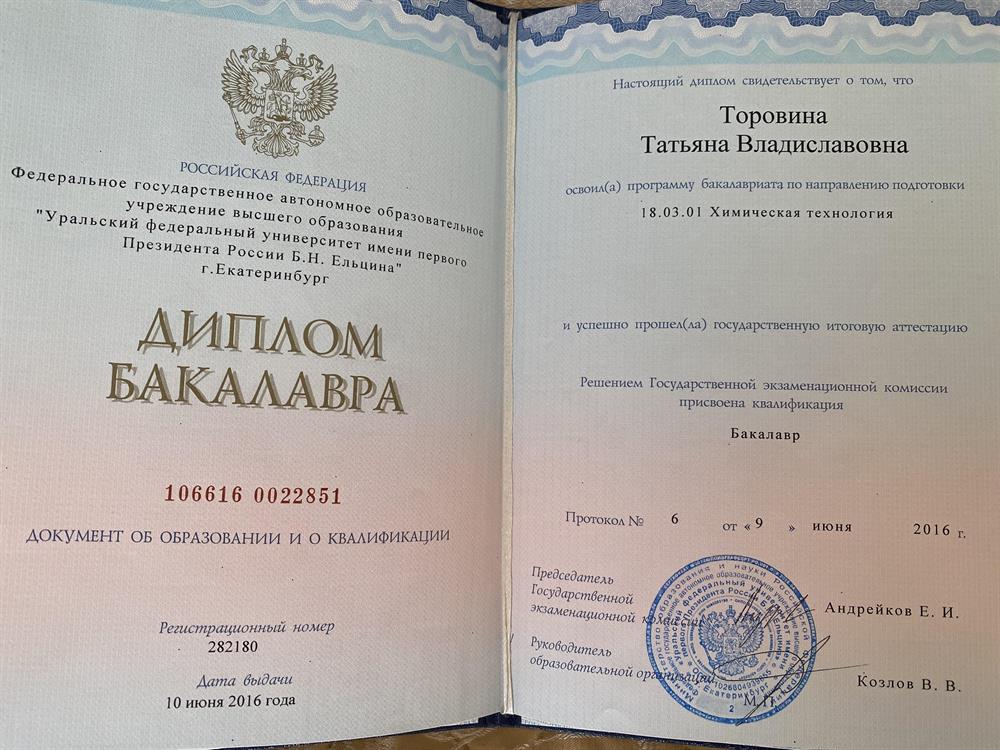 РОССИЙСКАЯ ФЕДЕРАЦИЯ
Федеральное государственное автономное образовательное
учреждение высшего образования
"Уральский федеральный университет имени первого
Президента России Б.Н. Ельцина"
г.Екатеринбург
ДИПЛОМ
БАКАЛАВРА
106616 0022851
ДОКУМЕНТ ОБ ОБРАЗОВАНИИ И О КВАЛИФИКАЦИИ
Регистрационный номер
282180
Дата выдачи
10 июня 2016 года
Настоящий диплом свидетельствует о том, что
Торовина
Татьяна Владиславовна
освоил(а) программу бакалавриата по направлению подготовки
18.03.01 Химическая технология
и успешно прошел(ла) государственную итоговую аттестацию
Решением Государственной экзаменационной комиссии
присвоена квалификация
Бакалавр
Протокол № 6 от « 9 » июня 2016 г.
Председатель
Государственной
экзаменационной комиссии
Андрейков Е. И.
Руководитель
образовательной организации
Козлов В. В.
М.П.
2